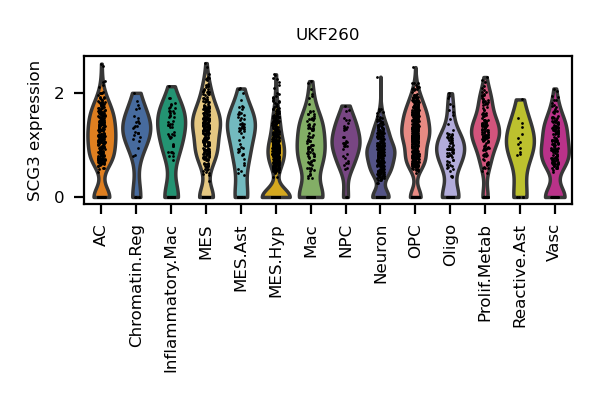 UKF260
SCG3 expression
2
0
AC
Chromatin.Reg
Inflammatory.Mac
MES
MES.Ast
MES.Hyp
Mac
NPC
Neuron
OPC
Oligo
Prolif.Metab
Reactive.Ast
Vasc